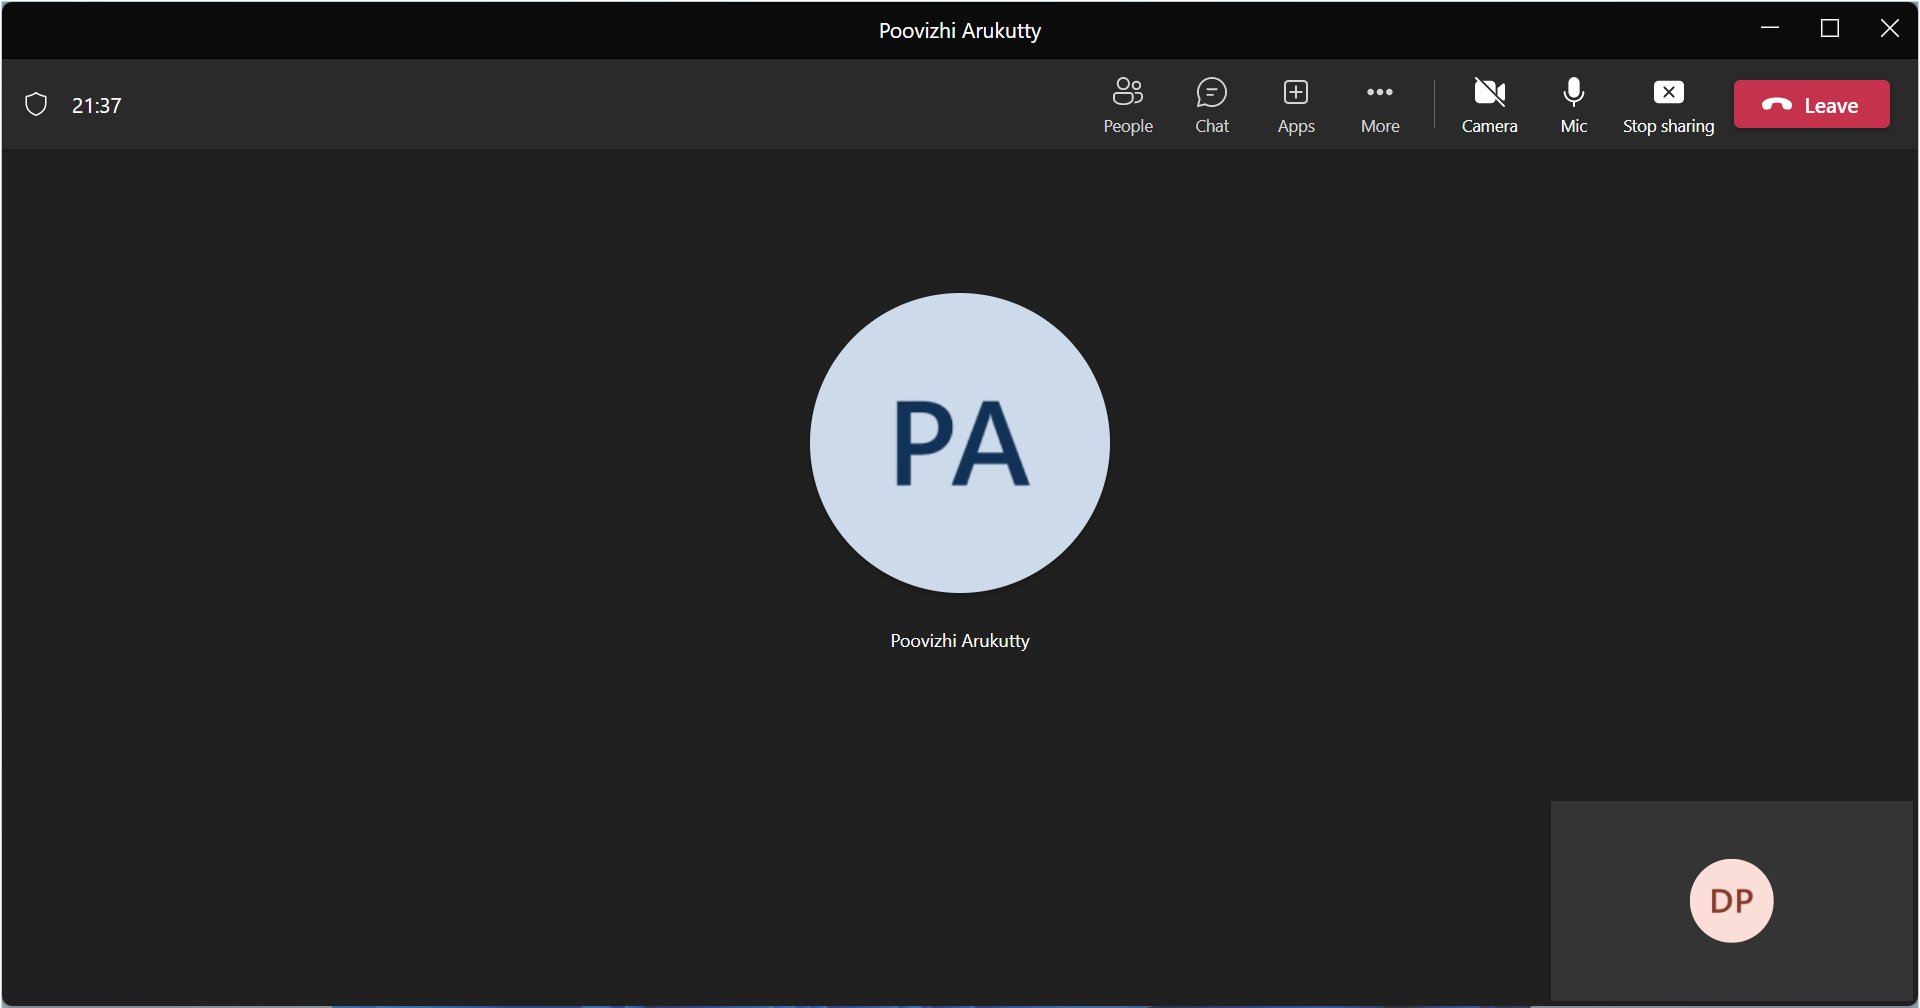 Poovizhi Arukutty
21:37
People Chat Apps More Camera Mic Stop sharing Leave
PA
Poovizhi Arukutty
DP